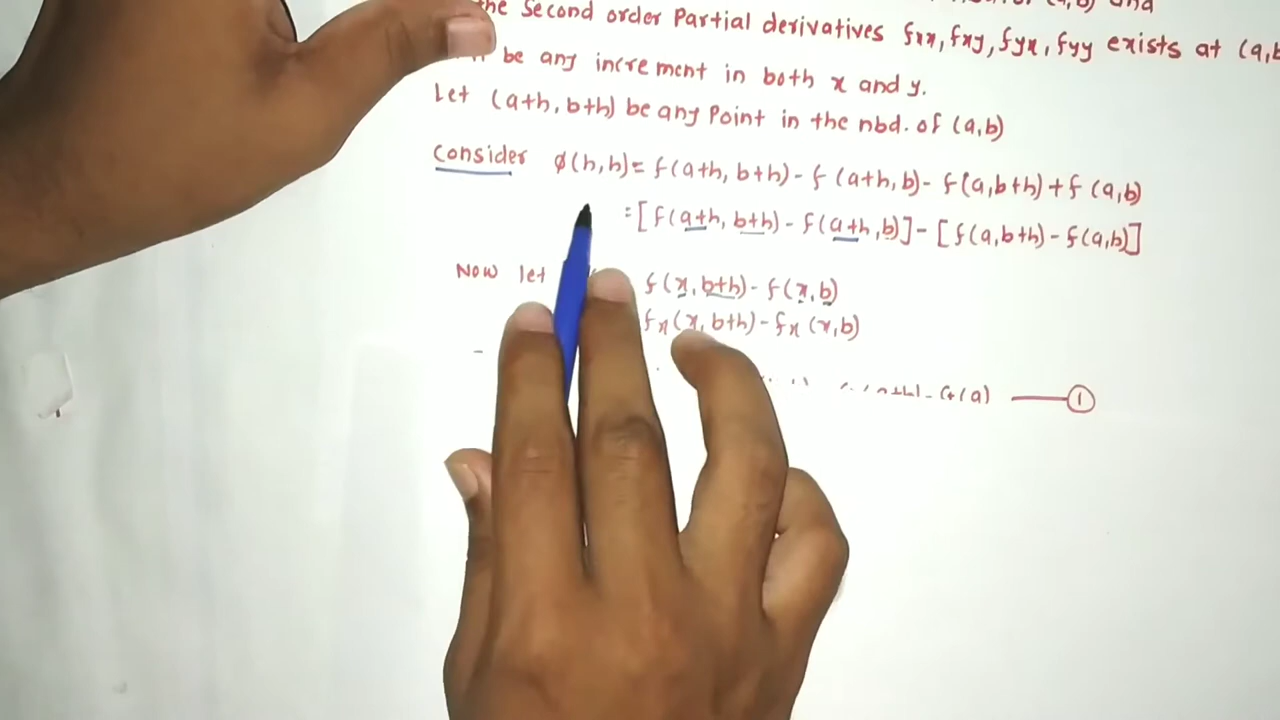 the Second order Partial derivatives fxx, fxy, fyx, fyy exists at (a,b
be any increment in both x and y.
Let (a+h, b+h) be any Point in the nbd. of (a,b)
Consider φ(h,h)= f(a+h, b+h) - f (a+h, b) - f(a, b+h) + f (a,b)
=[f(a+h, b+h) - f(a+h, b)] - [f(a, b+h) - f(a,b)]
Now let f(x, b+h) - f(x, b)
fx(x, b+h) - fx (x, b)
(a) ①